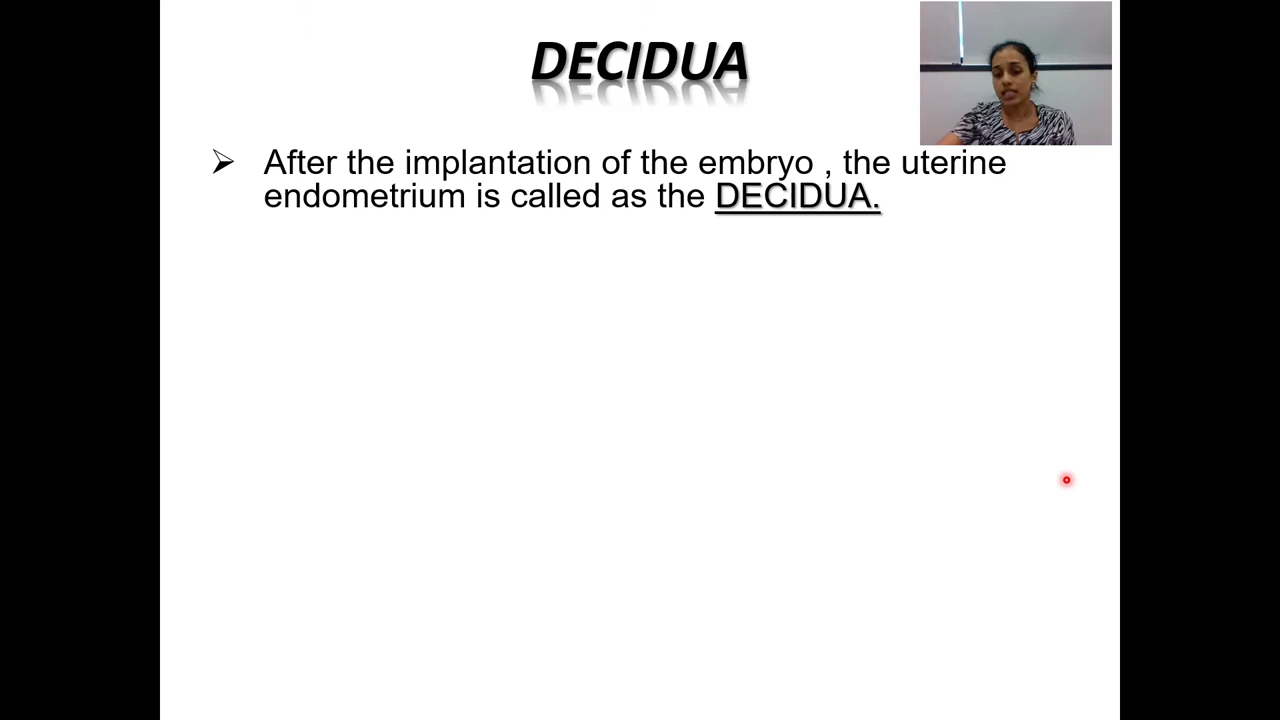 DECIDUA
➢ After the implantation of the embryo , the uterine
endometrium is called as the DECIDUA.